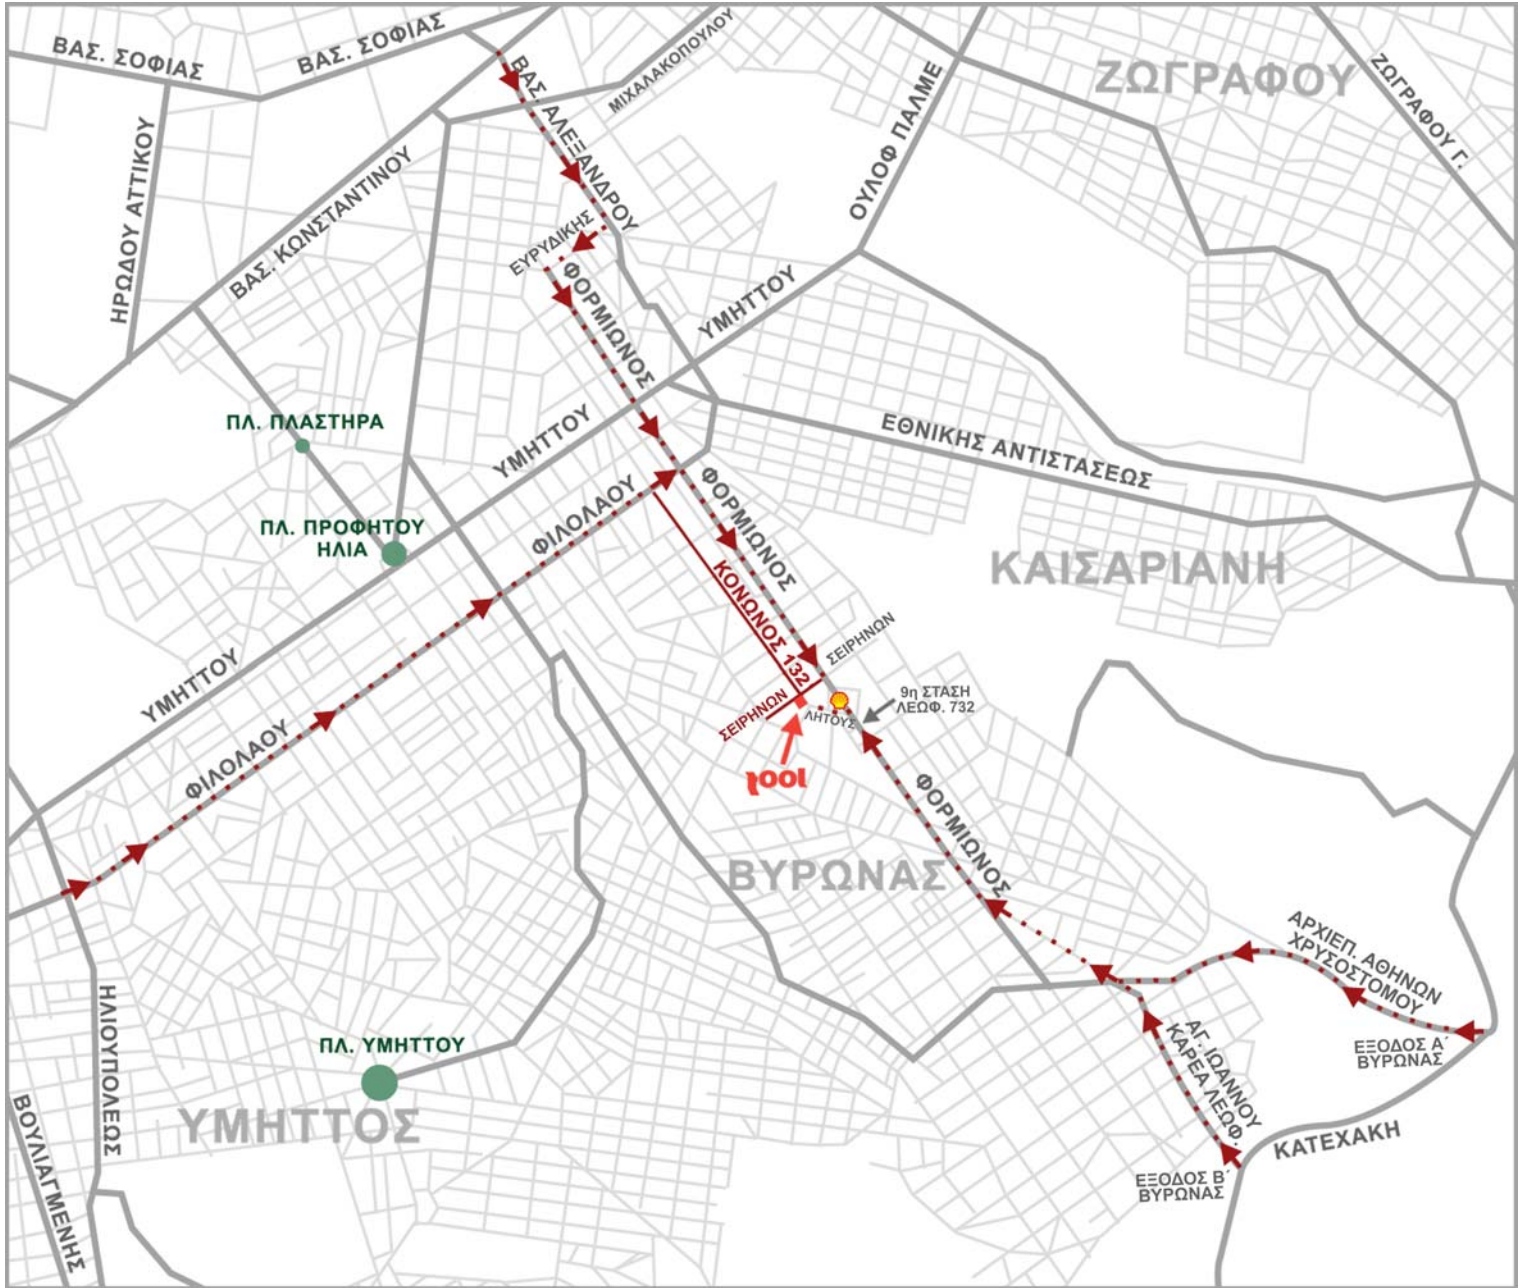 ΒΑΣ. ΣΟΦΙΑΣ
ΒΑΣ. ΣΟΦΙΑΣ
ΒΑΣ. ΑΛΕΞΑΝΔΡΟΥ
ΜΙΧΑΛΑΚΟΠΟΥΛΟΥ
ΖΩΓΡΑΦΟΥ
ΖΩΓΡΑΦΟΥ Γ.
ΗΡΩΔΟΥ ΑΤΤΙΚΟΥ
ΒΑΣ. ΚΩΝΣΤΑΝΤΙΝΟΥ
ΟΥΛΟΦ ΠΑΛΜΕ
ΕΥΡΥΔΙΚΗΣ
ΦΟΡΜΙΩΝΟΣ
ΥΜΗΤΤΟΥ
ΠΛ. ΠΛΑΣΤΗΡΑ
ΥΜΗΤΤΟΥ
ΕΘΝΙΚΗΣ ΑΝΤΙΣΤΑΣΕΩΣ
ΠΛ. ΠΡΟΦΗΤΟΥ
ΗΛΙΑ
ΦΙΛΟΛΑΟΥ
ΦΟΡΜΙΩΝΟΣ
ΚΑΙΣΑΡΙΑΝΗ
ΚΟΝΩΝΟΣ 132
ΣΕΙΡΗΝΩΝ
ΥΜΗΤΤΟΥ
ΣΕΙΡΗΝΩΝ
ΛΗΤΟΥΣ
9η ΣΤΑΣΗ
ΛΕΩΦ. 732
ΦΙΛΟΛΑΟΥ
tool
ΦΟΡΜΙΩΝΟΣ
ΒΥΡΩΝΑΣ
ΑΡΧΙΕΠ. ΑΘΗΝΩΝ
ΧΡΥΣΟΣΤΟΜΟΥ
ΗΛΙΟΥΠΟΛΕΩΣ
ΠΛ. ΥΜΗΤΤΟΥ
ΑΓ. ΙΩΑΝΝΟΥ
ΚΑΡΕΑ ΛΕΩΦ.
ΕΞΟΔΟΣ Α΄
ΒΥΡΩΝΑΣ
ΥΜΗΤΤΟΣ
ΒΟΥΛΙΑΓΜΕΝΗΣ
ΚΑΤΕΧΑΚΗ
ΕΞΟΔΟΣ Β΄
ΒΥΡΩΝΑΣ